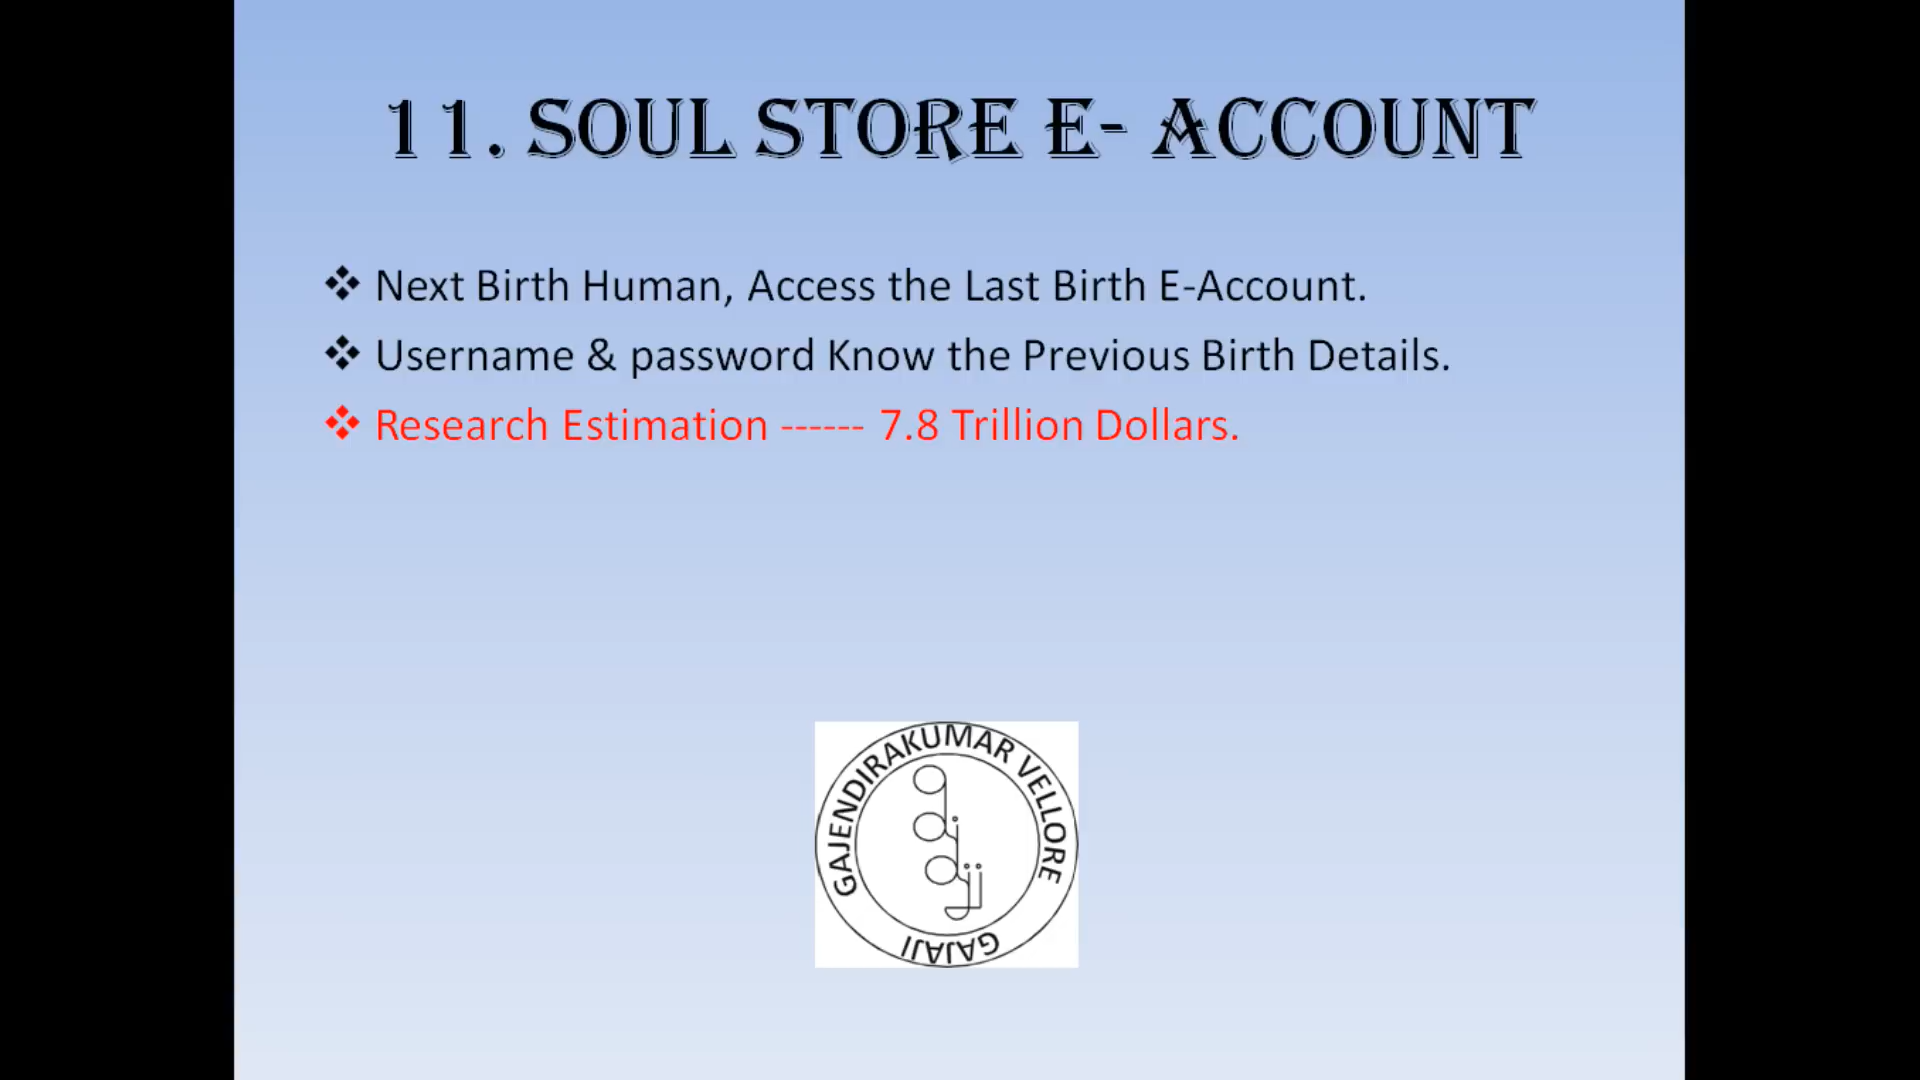 11. SOUL STORE E- ACCOUNT
❖ Next Birth Human, Access the Last Birth E-Account.
❖ Username & password Know the Previous Birth Details.
❖ Research Estimation ------ 7.8 Trillion Dollars.
GAJENDIRAKUMAR VELLORE
GAJAJI